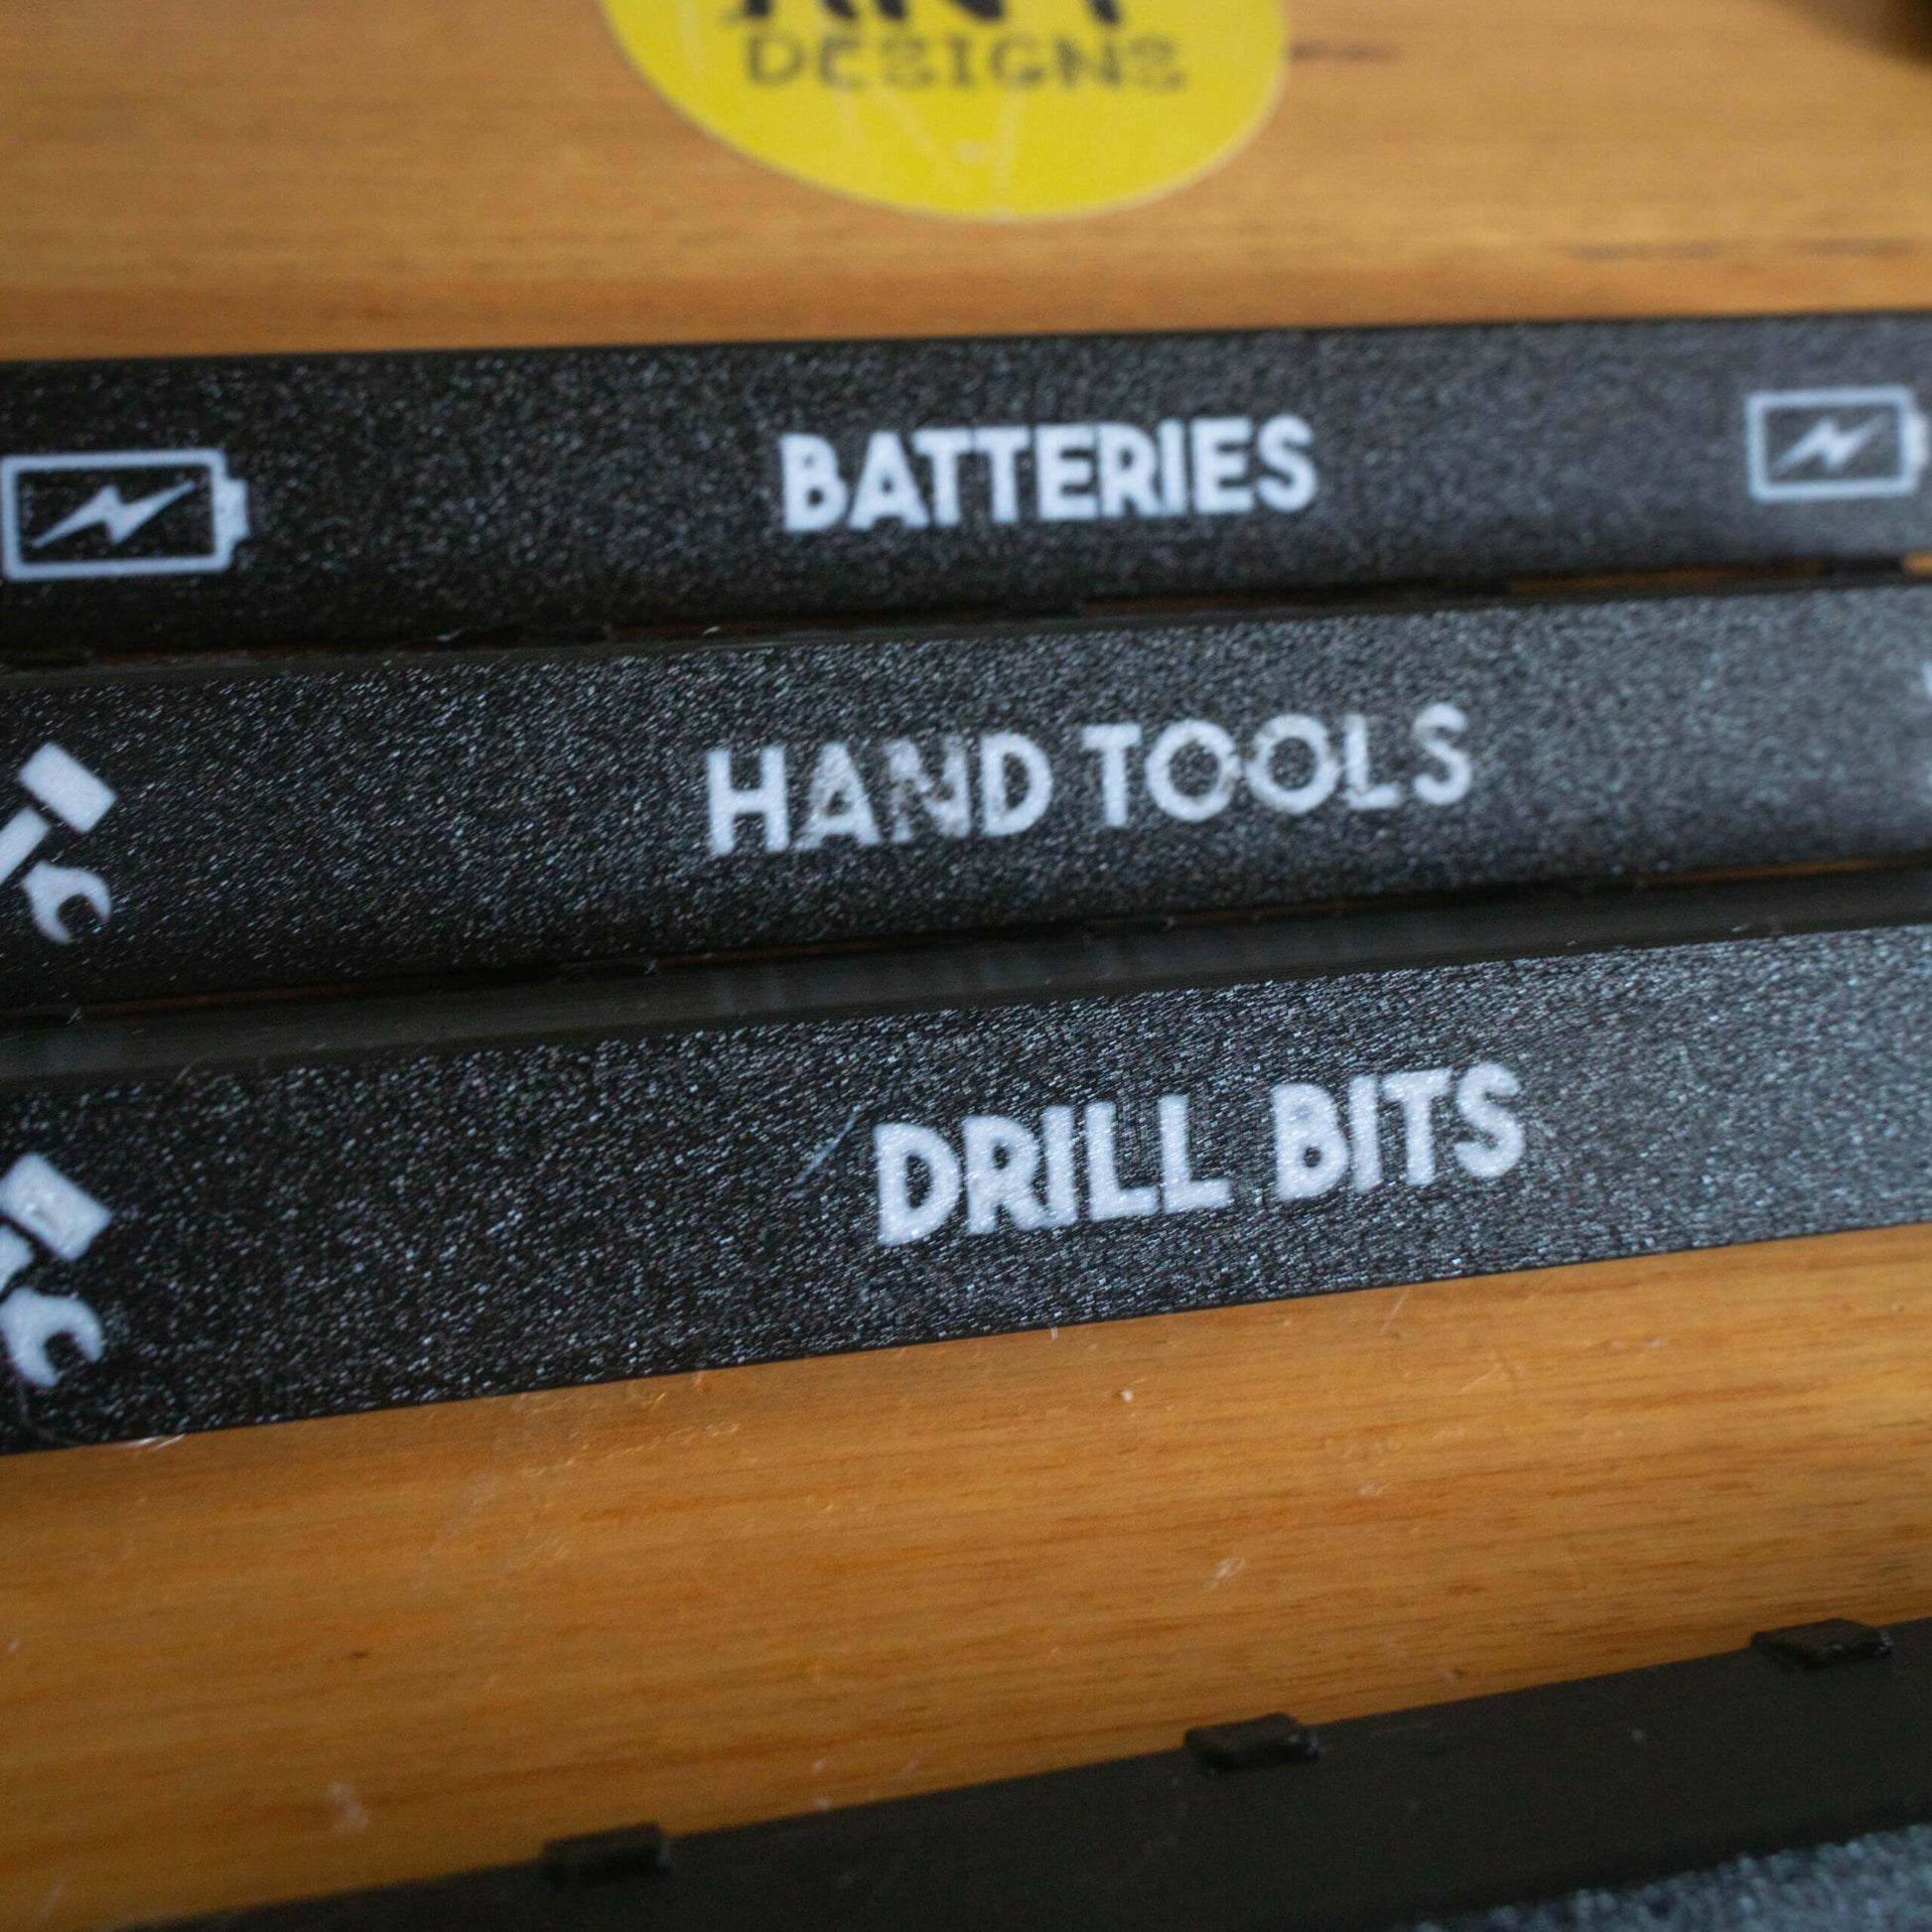 DESIGNS
BATTERIES
HAND TOOLS
DRILL BITS